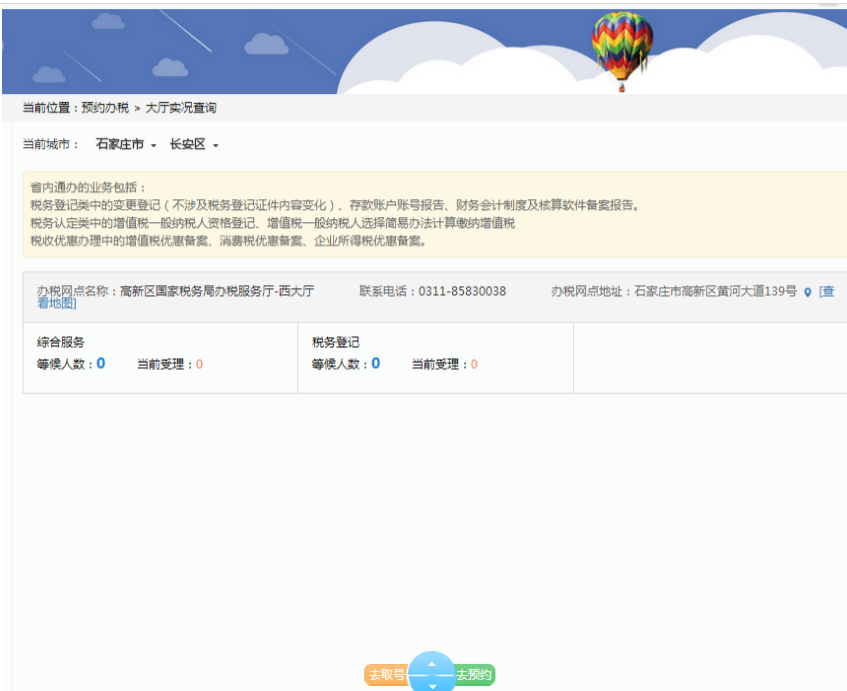 当前位置：预约办税 > 大厅实况查询
当前城市： 石家庄市 长安区
省内通办的业务包括：
税务登记类中的变更登记（不涉及税务登记证件内容变化）、存款账户账号报告、财务会计制度及核算软件备案报告。
税务认定类中的增值税一般纳税人资格登记、增值税一般纳税人选择简易办法计算缴纳增值税
税收优惠办理中的增值税优惠备案、消费税优惠备案、企业所得税优惠备案。
办税网点名称：高新区国家税务局办税服务厅-西大厅 联系电话：0311-85830038 办税网点地址：石家庄市高新区黄河大道139号 [查
看地图]
综合服务 税务登记
等候人数：0 当前受理：0 等候人数：0 当前受理：0
去取号 去预约